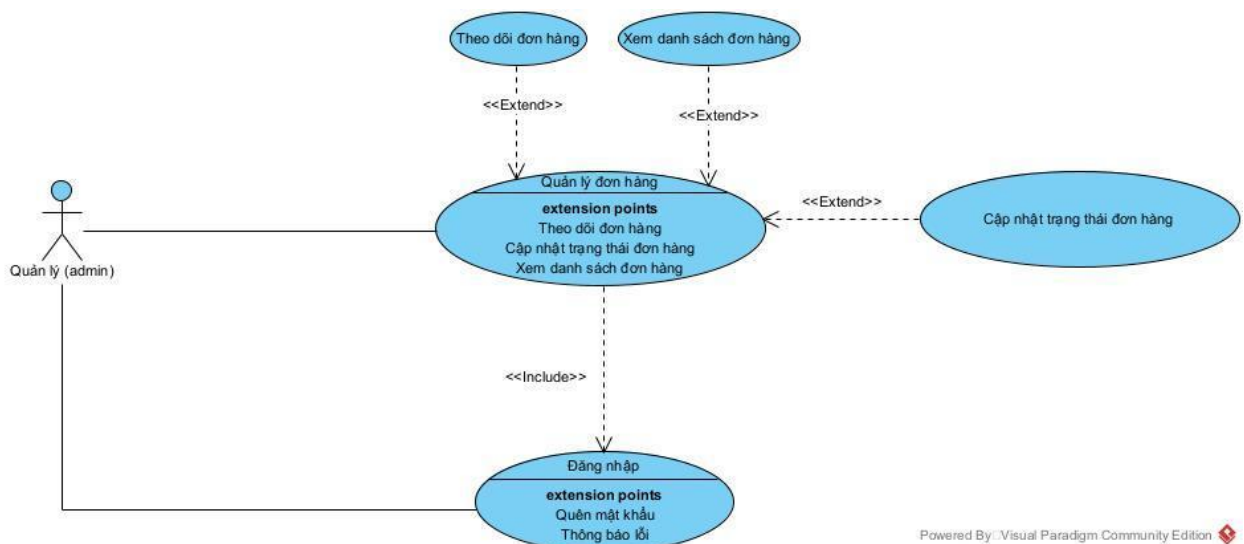 Theo dõi đơn hàng
Xem danh sách đơn hàng
<<Extend>>
<<Extend>>
Quản lý đơn hàng
extension points
Theo dõi đơn hàng
Cập nhật trạng thái đơn hàng
Xem danh sách đơn hàng
<<Extend>>
Cập nhật trạng thái đơn hàng
Quản lý (admin)
<<Include>>
Đăng nhập
extension points
Quên mật khẩu
Thông báo lỗi
Powered By Visual Paradigm Community Edition